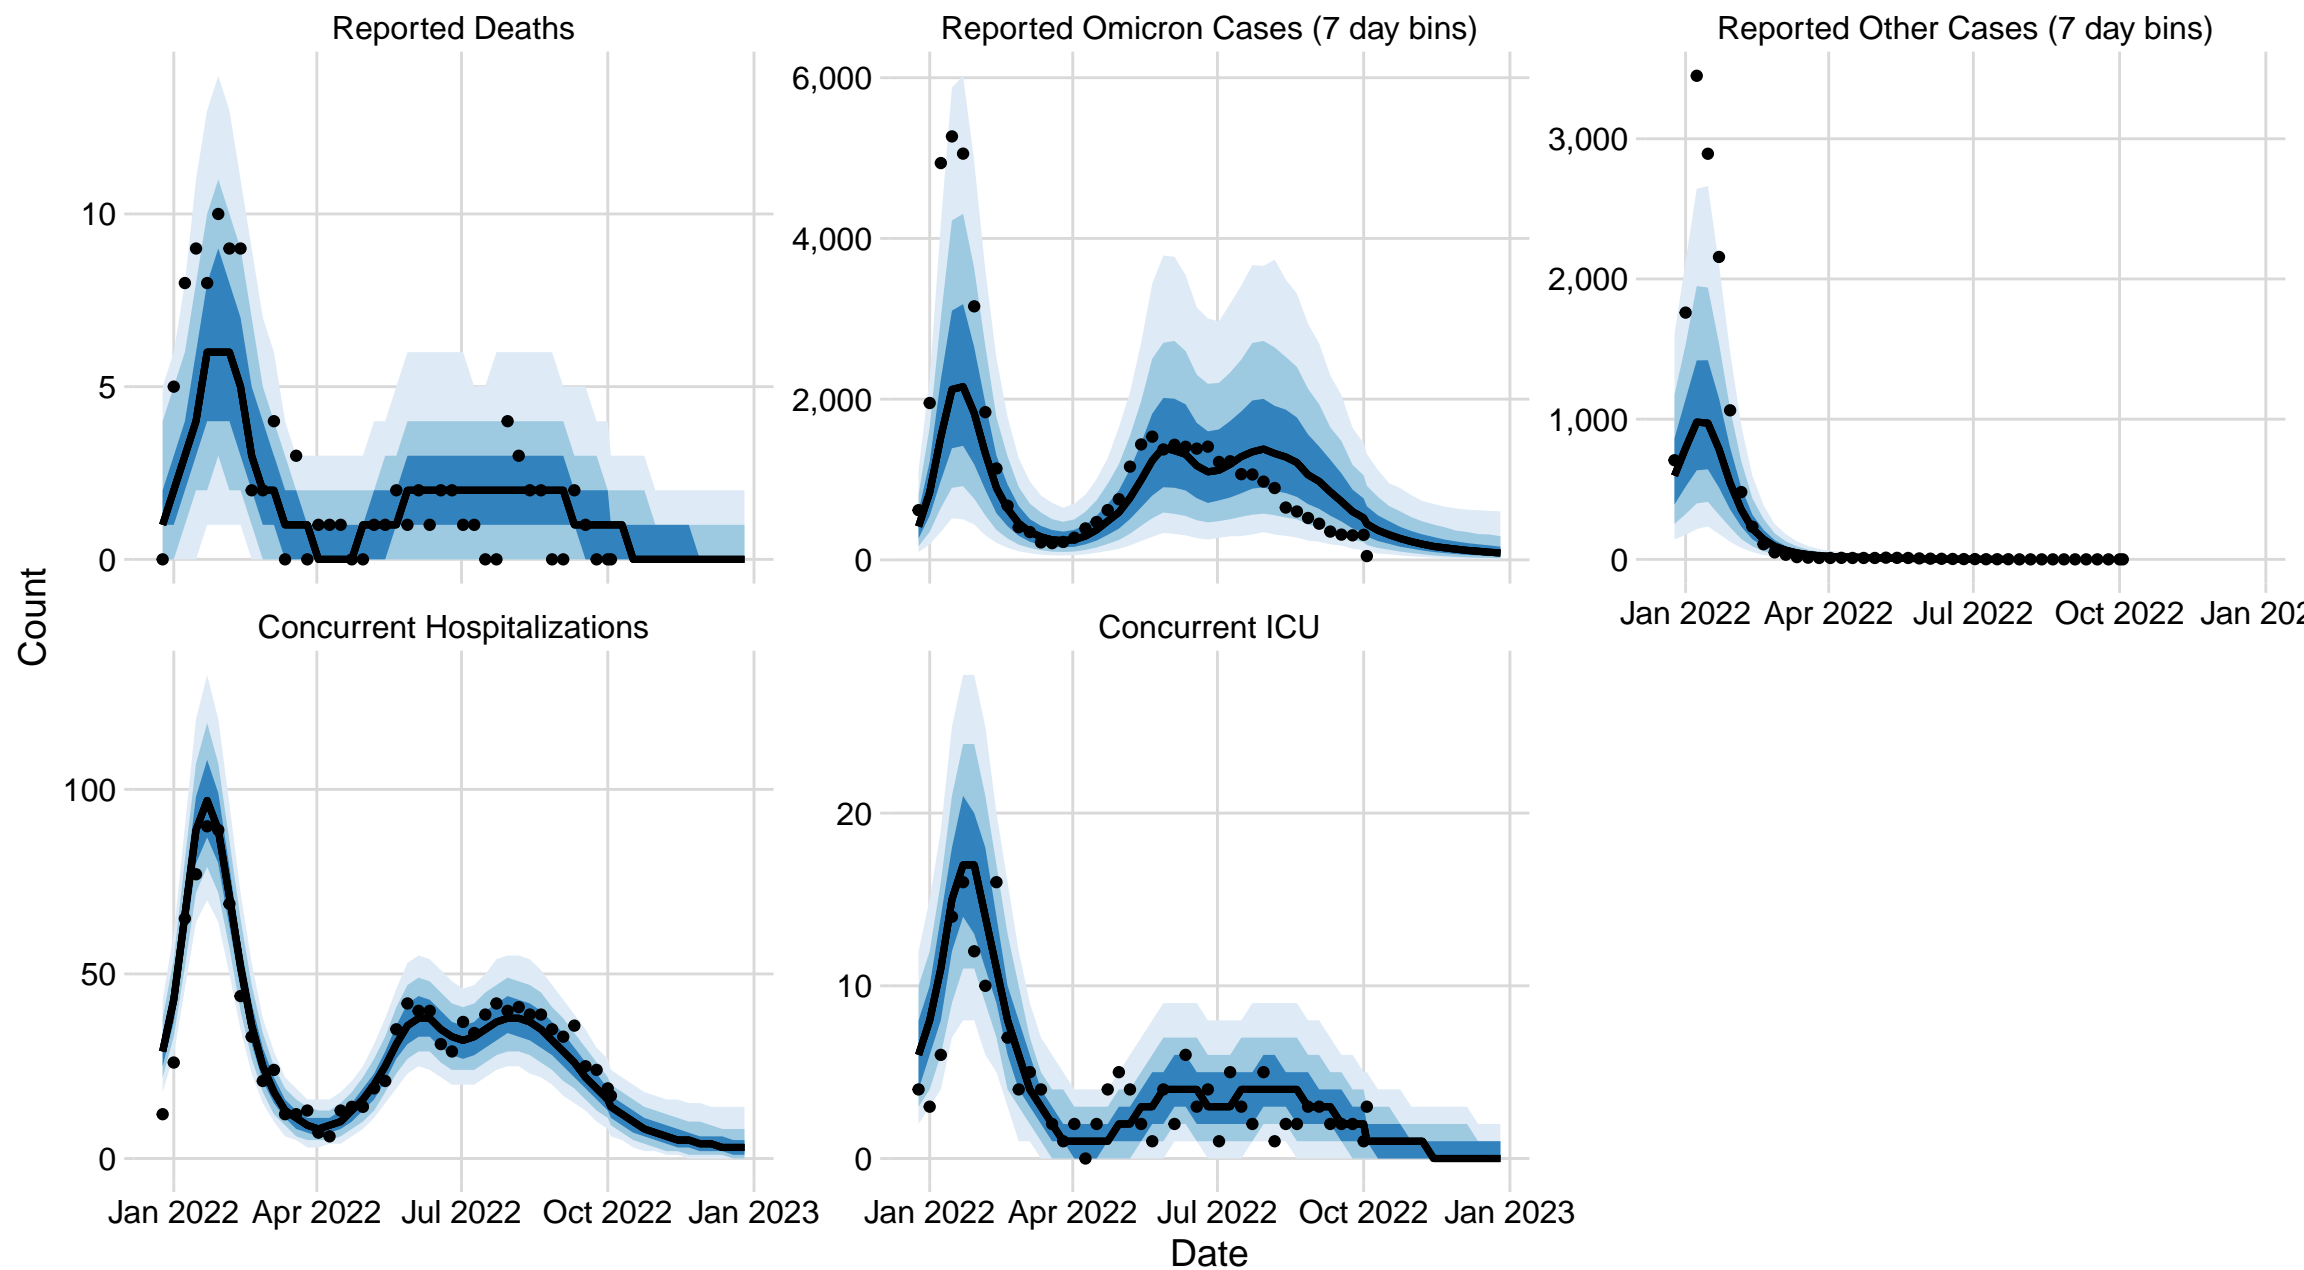 Reported Deaths
Reported Omicron Cases (7 day bins)
Reported Other Cases (7 day bins)
10
5
0
6,000
4,000
2,000
0
3,000
2,000
1,000
0
Jan 2022 Apr 2022 Jul 2022 Oct 2022 Jan 202
Count
Concurrent Hospitalizations
Concurrent ICU
100
50
0
20
10
0
Jan 2022 Apr 2022 Jul 2022 Oct 2022 Jan 2023
Jan 2022 Apr 2022 Jul 2022 Oct 2022 Jan 2023
Date